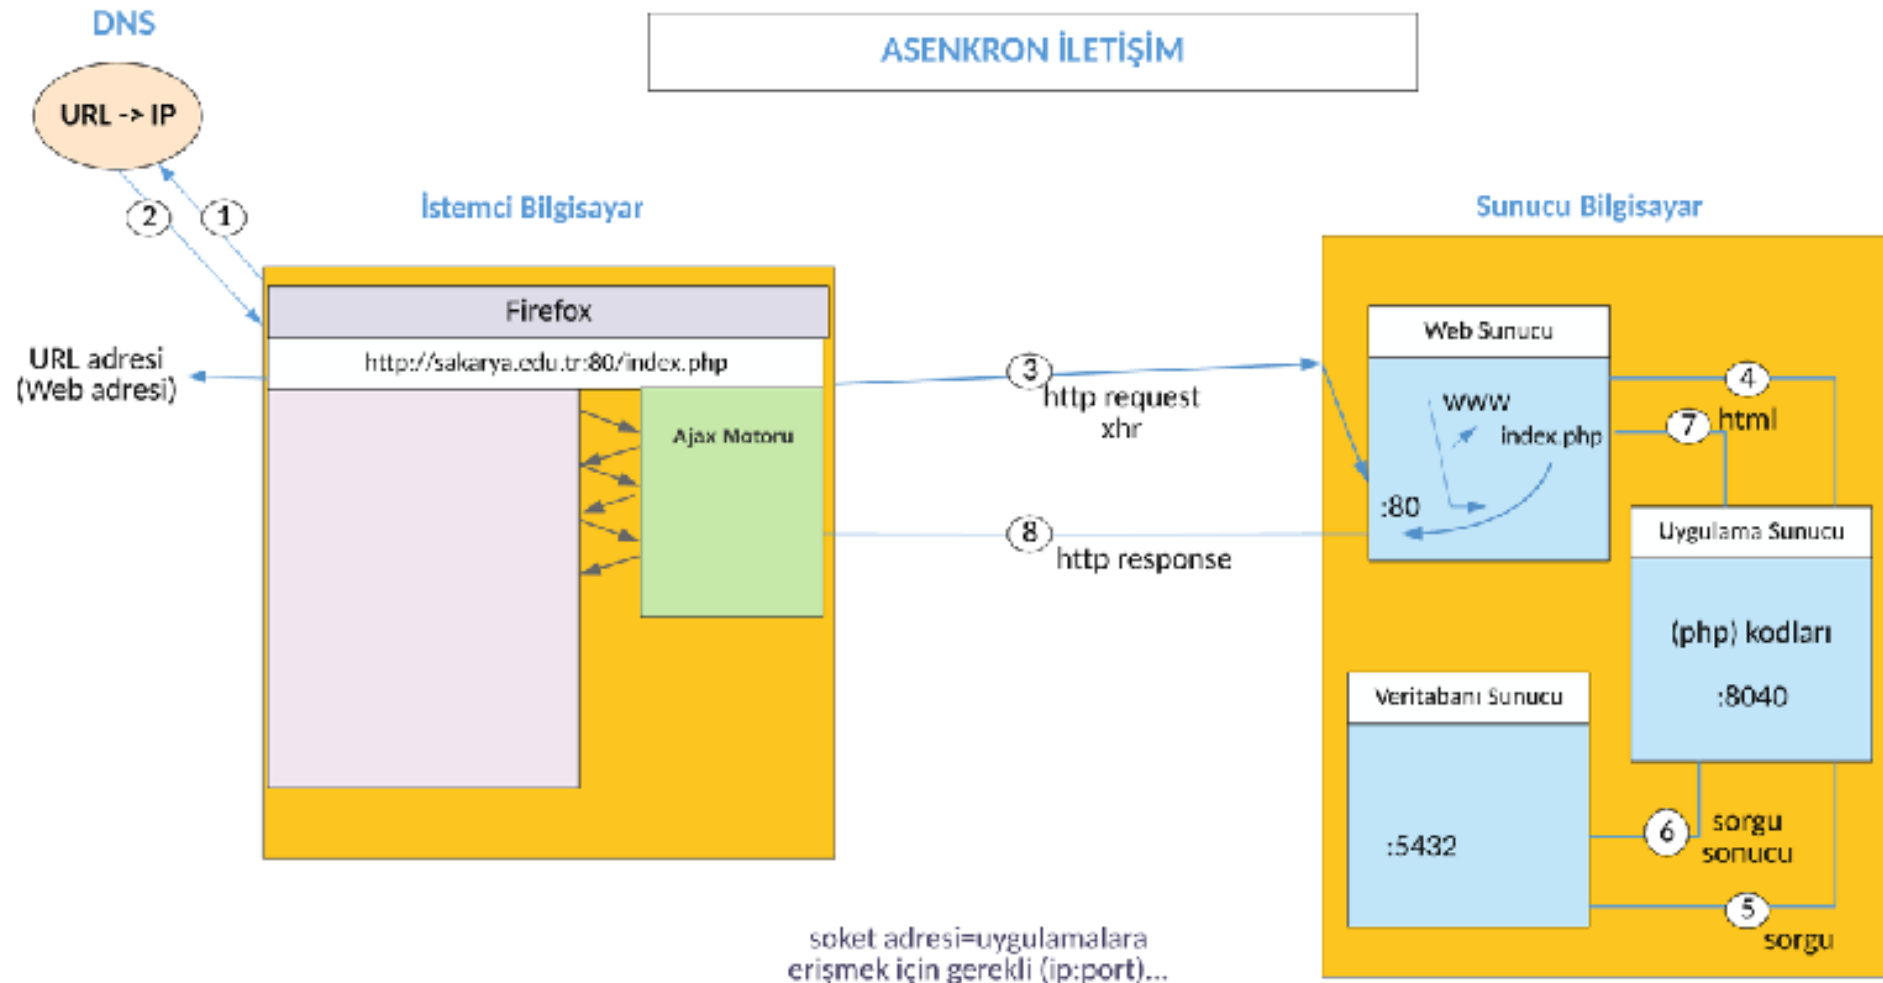 DNS
ASENKRON İLETİŞİM
URL -> IP
2
1
İstemci Bilgisayar
Sunucu Bilgisayar
Firefox
Web Sunucu
URL adresi
(Web adresi)
http://sakarya.edu.tr:80/index.php
3
http request
xhr
4
html
www
index.php
7
Ajax Motoru
:80
8
http response
Uygulama Sunucu
(php) kodları
:8040
Veritabanı Sunucu
:5432
6
sorgu
sonucu
5
sorgu
soket adresi=uygulamalara
erişmek için gerekli (ip:port)...